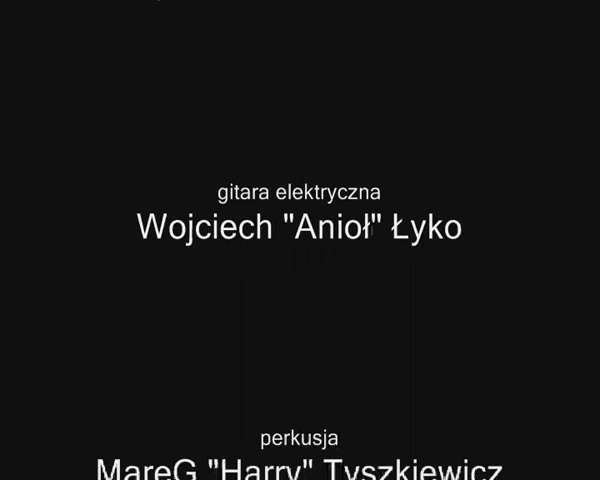 gitara elektryczna
Wojciech "Anioł" Łyko
perkusja
MareG "Harry" Tyszkiewicz